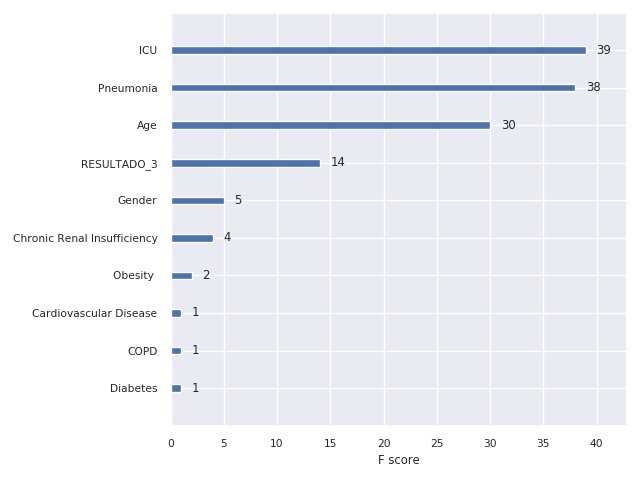 ICU 39
Pneumonia 38
Age 30
RESULTADO_3 14
Gender 5
Chronic Renal Insufficiency 4
Obesity 2
Cardiovascular Disease 1
COPD 1
Diabetes 1
0 5 10 15 20 25 30 35 40
F score